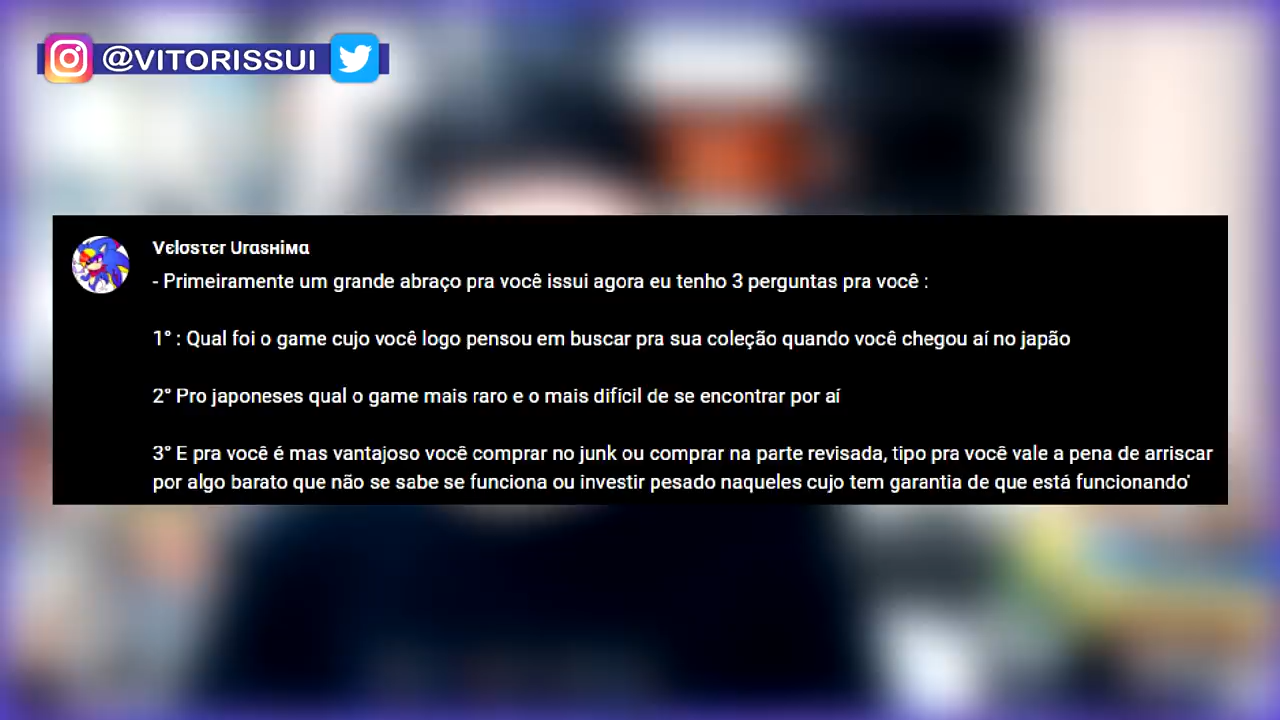 @VITORISSUI
Vєlσsтєr Urαsнiмα
- Primeiramente um grande abraço pra você issui agora eu tenho 3 perguntas pra você :
1° : Qual foi o game cujo você logo pensou em buscar pra sua coleção quando você chegou aí no japão
2° Pro japoneses qual o game mais raro e o mais difícil de se encontrar por aí
3° E pra você é mas vantajoso você comprar no junk ou comprar na parte revisada, tipo pra você vale a pena de arriscar
por algo barato que não se sabe se funciona ou investir pesado naqueles cujo tem garantia de que está funcionando'